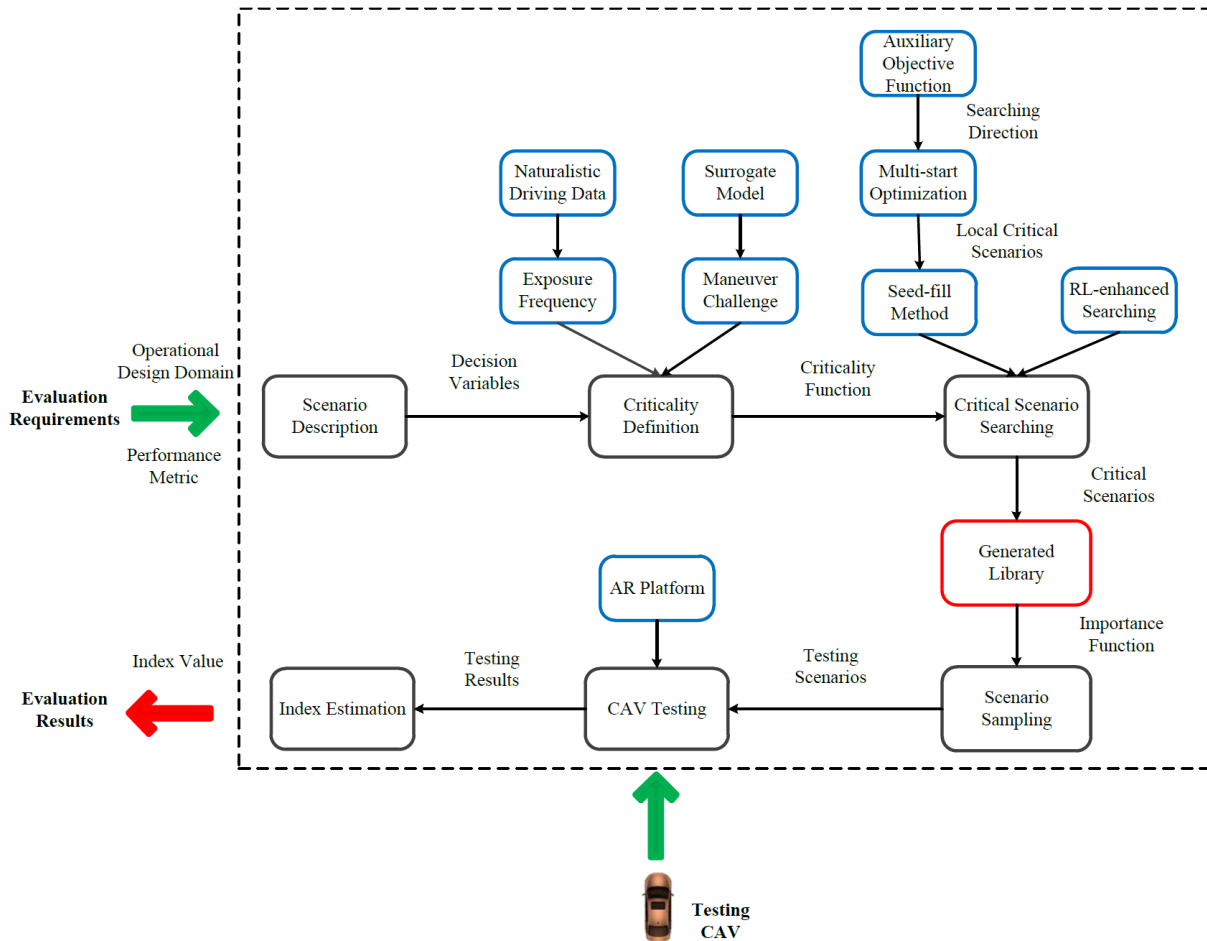 Auxiliary
Objective
Function
Searching
Direction
Naturalistic
Driving Data
Surrogate
Model
Multi-start
Optimization
Local Critical
Scenarios
Exposure
Frequency
Maneuver
Challenge
Seed-fill
Method
RL-enhanced
Searching
Operational
Design Domain
Evaluation
Requirements
Performance
Metric
Scenario
Description
Decision
Variables
Criticality
Definition
Criticality
Function
Critical Scenario
Searching
Critical
Scenarios
Generated
Library
AR Platform
Importance
Function
Index Value
Evaluation
Results
Index Estimation
Testing
Results
CAV Testing
Testing
Scenarios
Scenario
Sampling
Testing
CAV